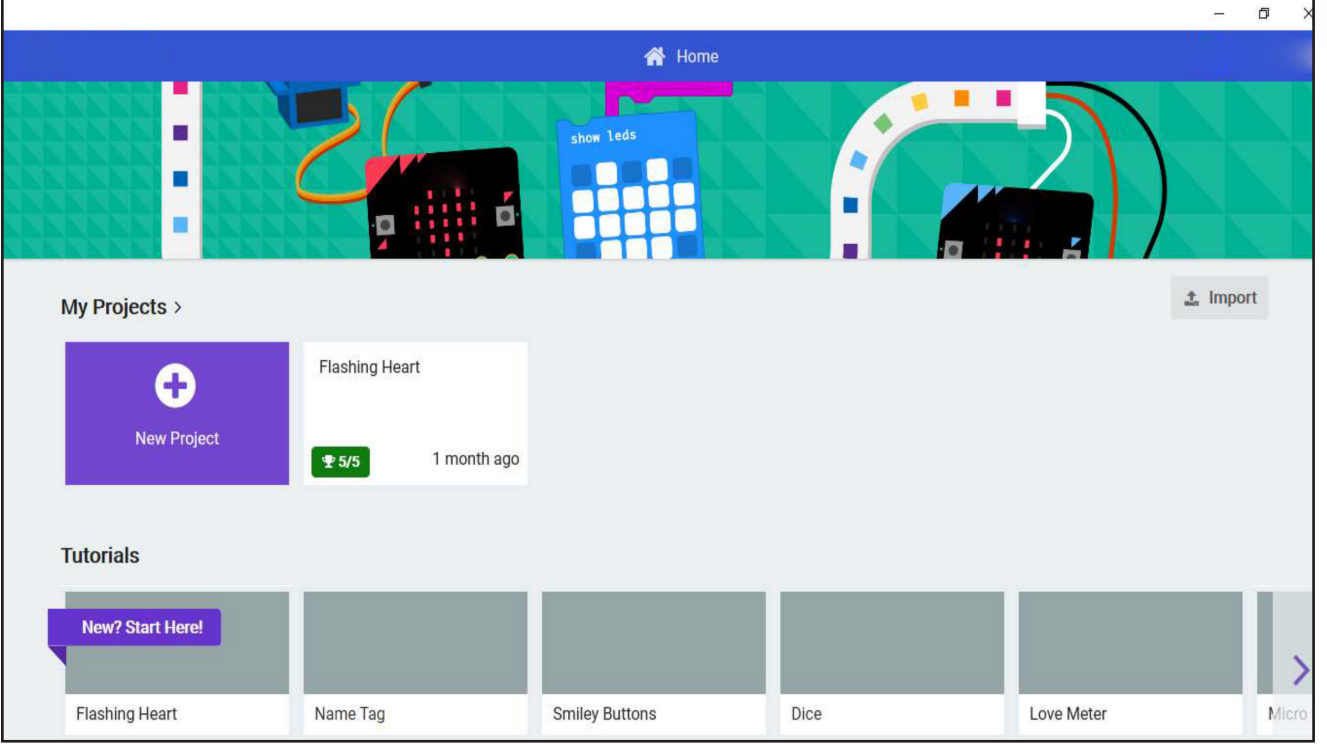 Home
show leds
My Projects >
Import
New Project
Flashing Heart
5/5
1 month ago
Tutorials
New? Start Here!
Flashing Heart
Name Tag
Smiley Buttons
Dice
Love Meter
Micro